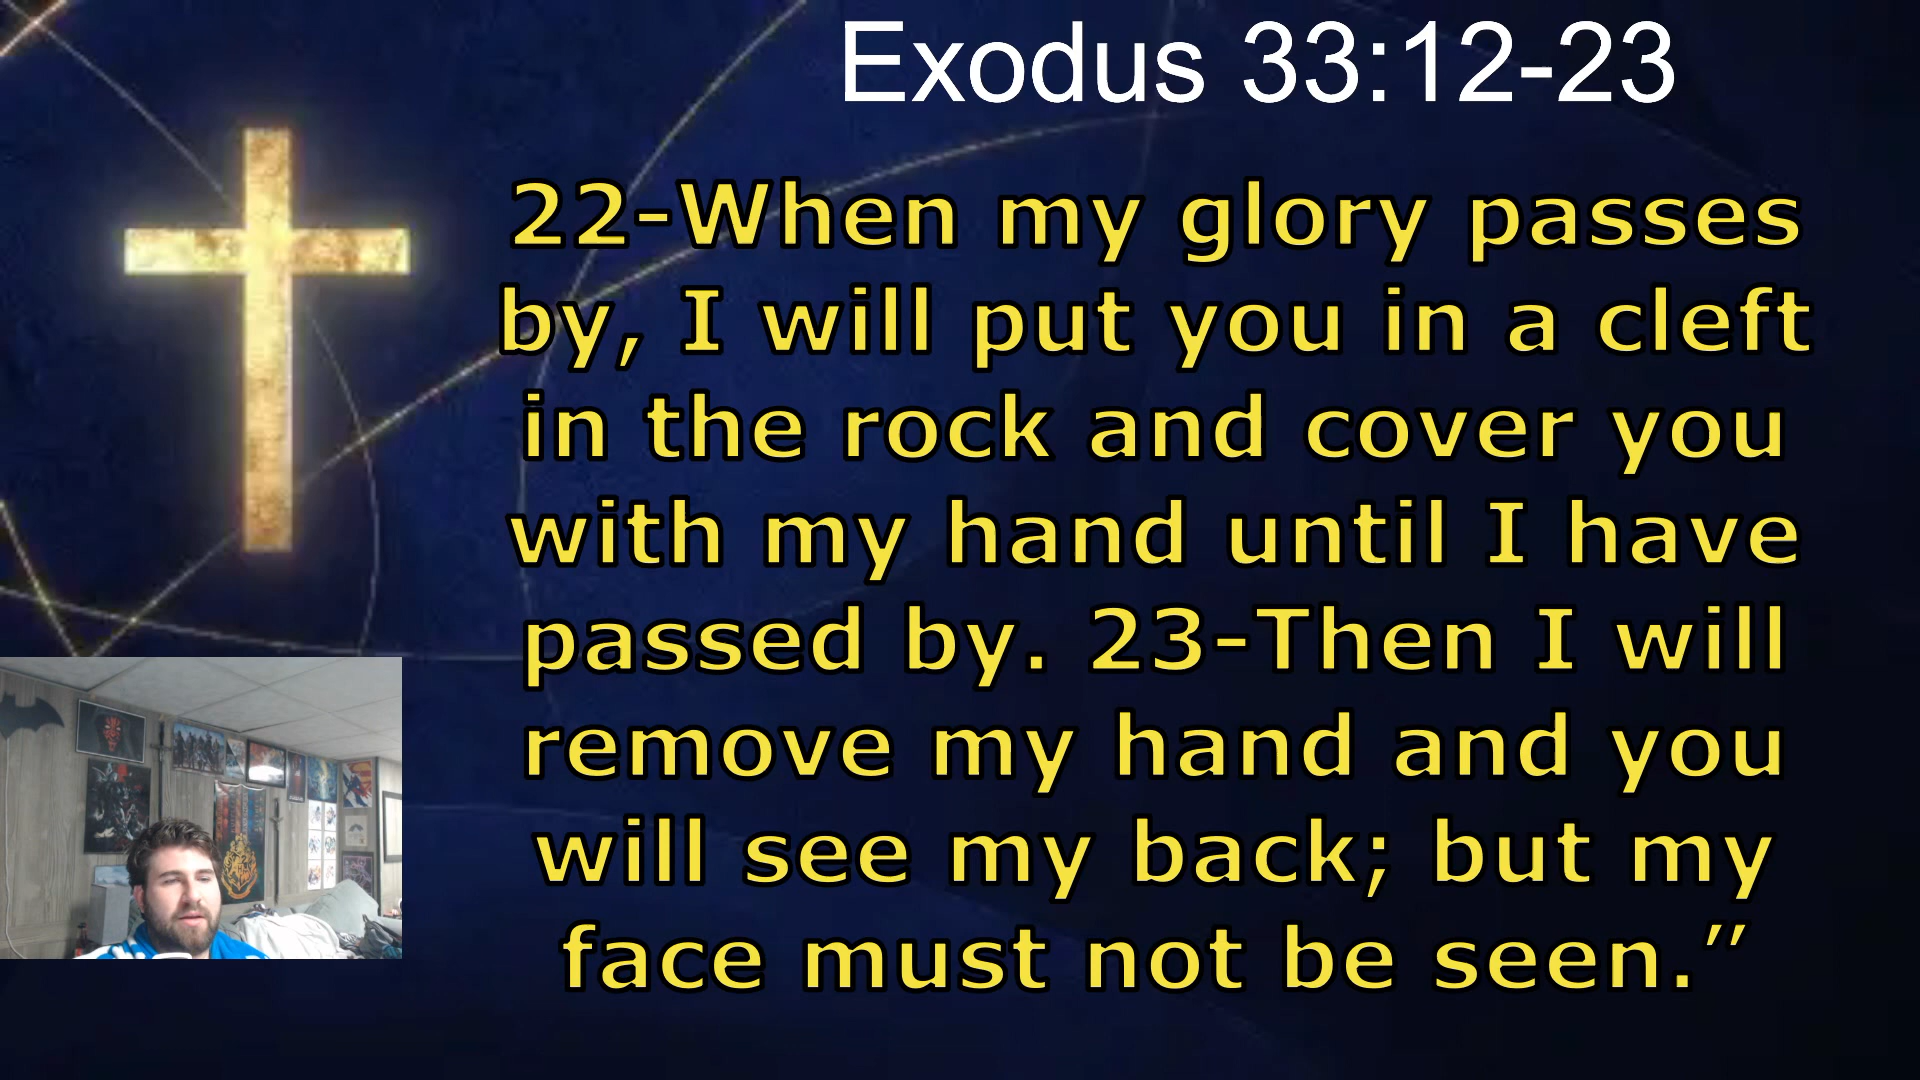 Exodus 33:12-23
22-When my glory passes
by, I will put you in a cleft
in the rock and cover you
with my hand until I have
passed by. 23-Then I will
remove my hand and you
will see my back; but my
face must not be seen.”